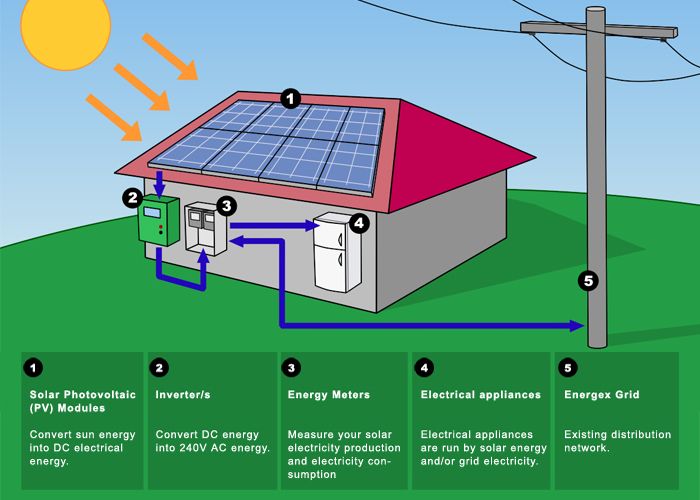 1
2
3
4
5
1
Solar Photovoltaic
(PV) Modules
Convert sun energy
into DC electrical
energy.
2
Inverter/s
Convert DC energy
into 240V AC energy.
3
Energy Meters
Measure your solar
electricity production
and electricity con-
sumption
4
Electrical appliances
Electrical appliances
are run by solar energy
and/or grid electricity.
5
Energex Grid
Existing distribution
network.